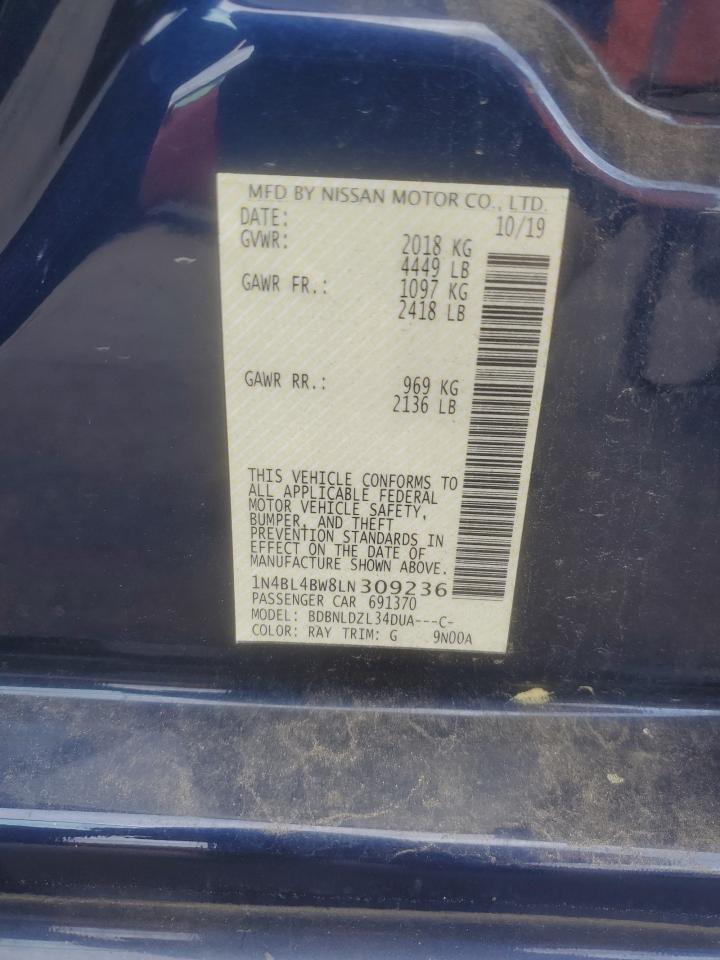 MFD BY NISSAN MOTOR CO., LTD.
DATE: 10/19
GVWR: 2018 KG
4449 LB
GAWR FR.: 1097 KG
2418 LB
GAWR RR.: 969 KG
2136 LB
THIS VEHICLE CONFORMS TO
ALL APPLICABLE FEDERAL
MOTOR VEHICLE SAFETY,
BUMPER, AND THEFT
PREVENTION STANDARDS IN
EFFECT ON THE DATE OF
MANUFACTURE SHOWN ABOVE.
1N4BL4BW8LN309236
PASSENGER CAR 691370
MODEL: BDBNLDZL34DUA---C-
COLOR: RAY TRIM: G 9N00A